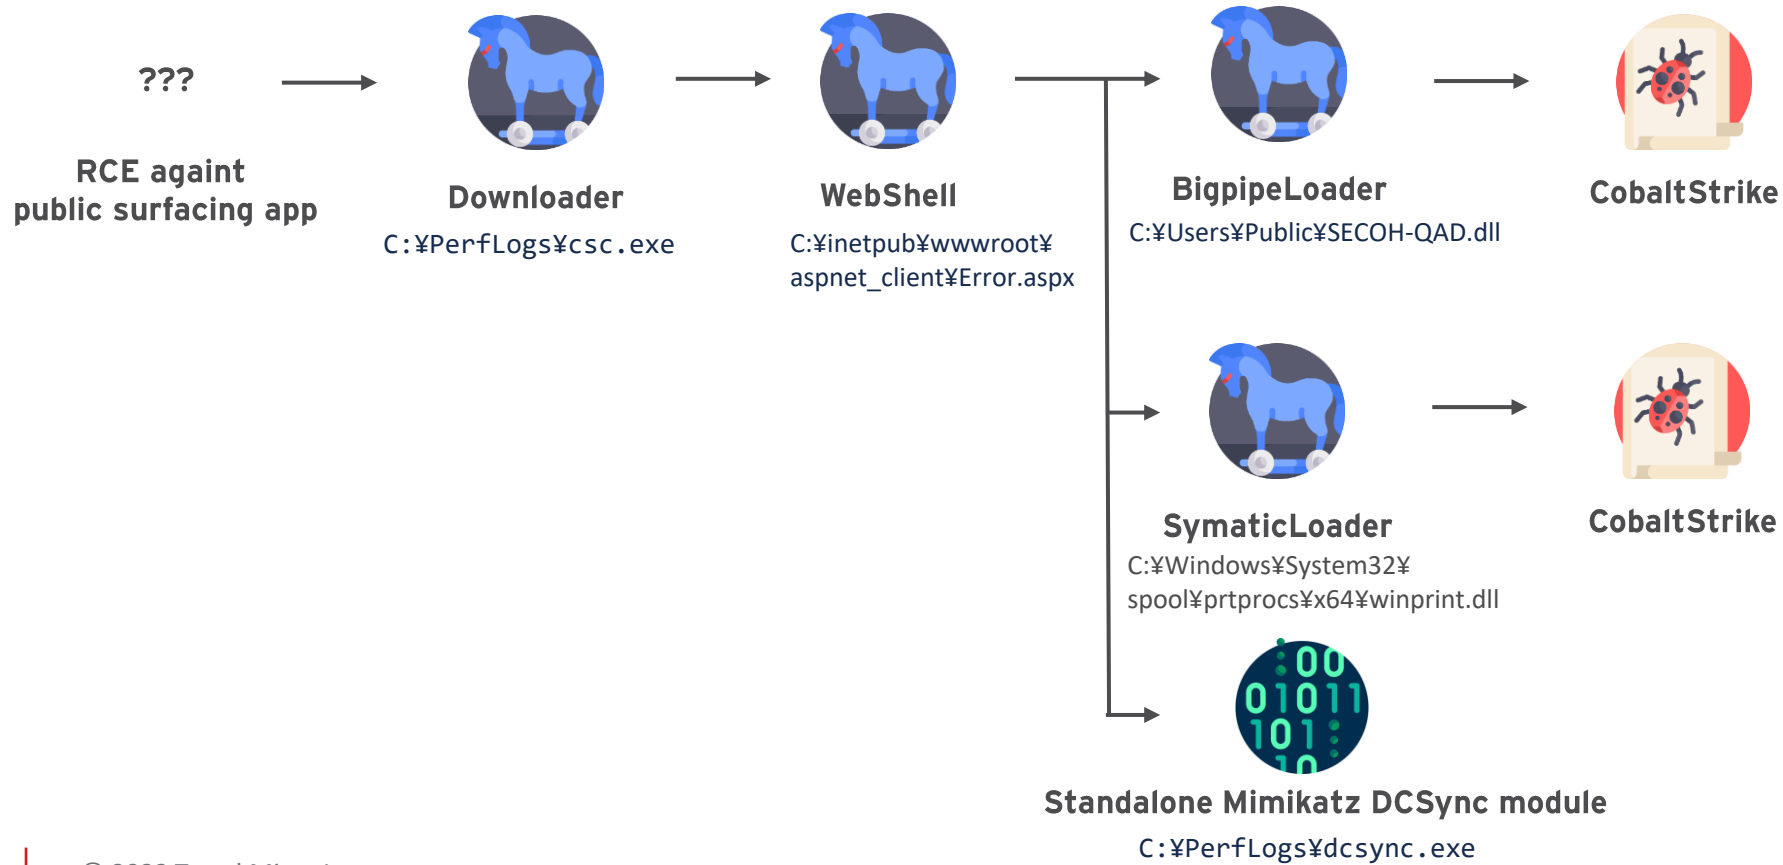 ???
RCE againt
public surfacing app
Downloader
C:¥PerfLogs¥csc.exe
WebShell
C:¥inetpub¥wwwroot¥
aspnet_client¥Error.aspx
BigpipeLoader
C:¥Users¥Public¥SECOH-QAD.dll
CobaltStrike
SymaticLoader
C:¥Windows¥System32¥
spool¥prtprocs¥x64¥winprint.dll
CobaltStrike
00
01011
101
10
Standalone Mimikatz DCSync module
C:¥PerfLogs¥dcsync.exe